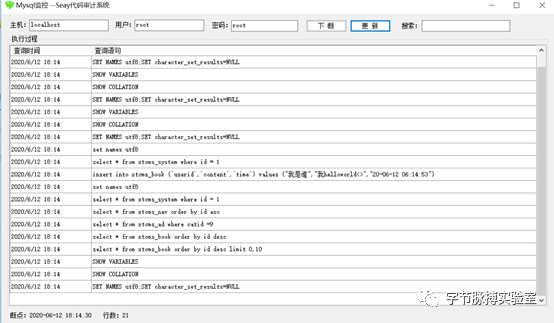 Mysql监控 --Seay代码审计系统
主机: localhost 用户: root 密码: root 下 断 更 新 搜索:
执行过程
查询时间 查询语句
2020/6/12 18:14 SET NAMES utf8;SET character_set_results=NULL
2020/6/12 18:14 SHOW VARIABLES
2020/6/12 18:14 SHOW COLLATION
2020/6/12 18:14 SET NAMES utf8;SET character_set_results=NULL
2020/6/12 18:14 SHOW VARIABLES
2020/6/12 18:14 SHOW COLLATION
2020/6/12 18:14 SET NAMES utf8;SET character_set_results=NULL
2020/6/12 18:14 set names utf8
2020/6/12 18:14 select * from xtcms_system where id = 1
2020/6/12 18:14 insert into xtcms_book (`userid`,`content`,`time`) values ("我是谁","我helloworld<>","20-06-12 06:14:53")
2020/6/12 18:14 set names utf8
2020/6/12 18:14 select * from xtcms_system where id = 1
2020/6/12 18:14 select * from xtcms_nav order by id asc
2020/6/12 18:14 select * from xtcms_ad where catid =9
2020/6/12 18:14 select * from xtcms_book order by id desc
2020/6/12 18:14 select * from xtcms_book order by id desc limit 0,10
2020/6/12 18:14 SHOW VARIABLES
2020/6/12 18:14 SHOW COLLATION
2020/6/12 18:14 SET NAMES utf8;SET character_set_results=NULL
字节脉搏实验室
断点: 2020-06-12 18:14:30 行数: 21